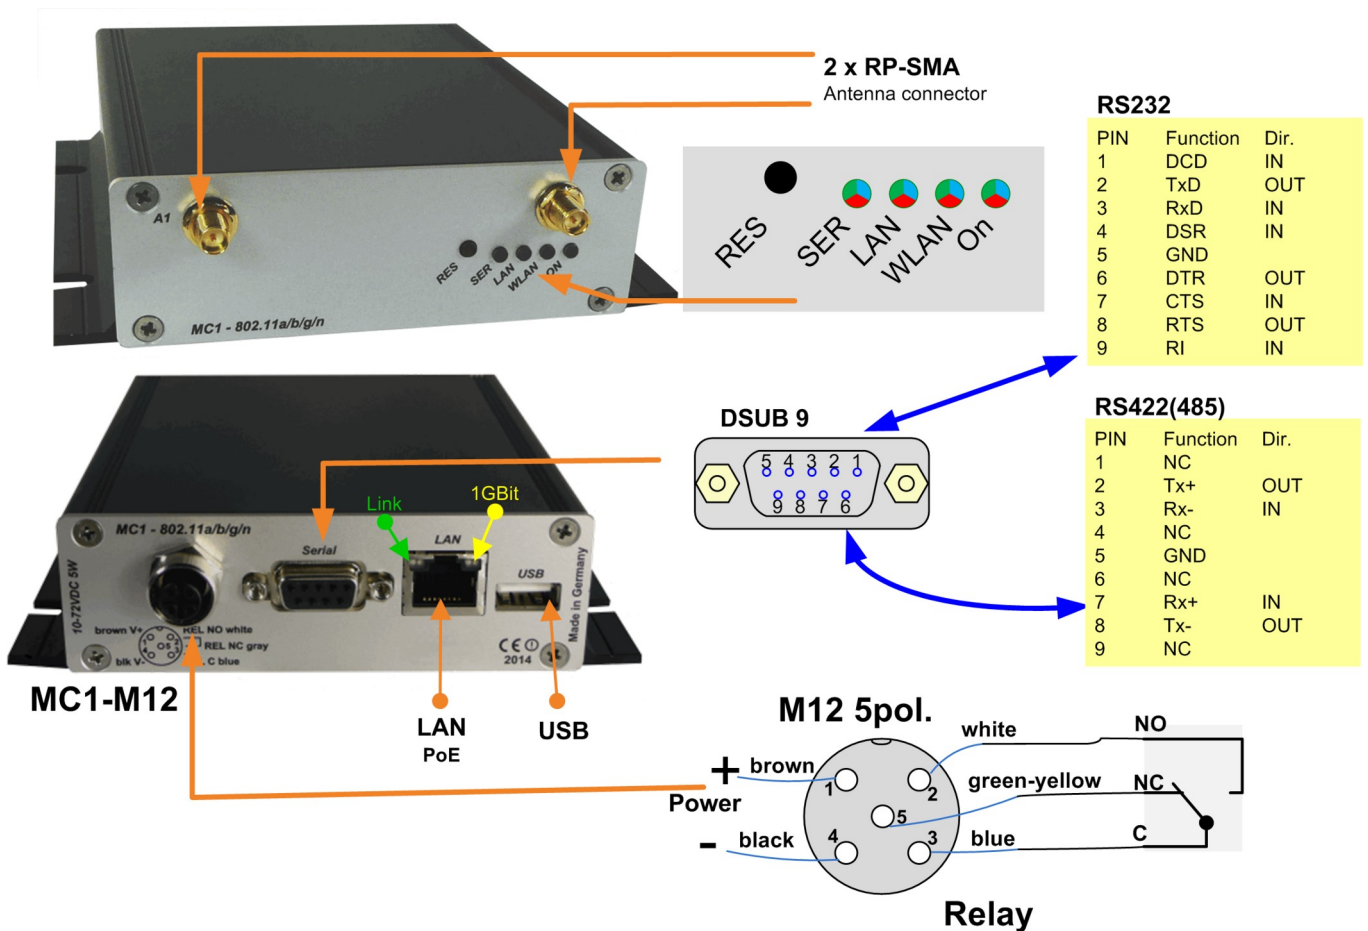 2 x RP-SMA
Antenna connector
A1
RES
SER
LAN
WLAN
ON
MC1 - 802.11a/b/g/n
RES
SER
LAN
WLAN
On
RS232
PIN Function Dir.
1 DCD IN
2 TxD OUT
3 RxD IN
4 DSR IN
5 GND
6 DTR OUT
7 CTS IN
8 RTS OUT
9 RI IN
DSUB 9
5 4 3 2 1
9 8 7 6
RS422(485)
PIN Function Dir.
1 NC
2 Tx+ OUT
3 Rx- IN
4 NC
5 GND
6 NC
7 Rx+ IN
8 Tx- OUT
9 NC
Link
1GBit
MC1 - 802.11a/b/g/n
Serial
LAN
USB
10-72VDC 5W
Made in Germany
brown V+
REL NO white
REL NC gray
blk V-
C blue
CE
2014
MC1-M12
LAN
PoE
USB
M12 5pol.
+ brown
Power
- black
1
2
5
4
3
white
green-yellow
blue
NO
NC
C
Relay